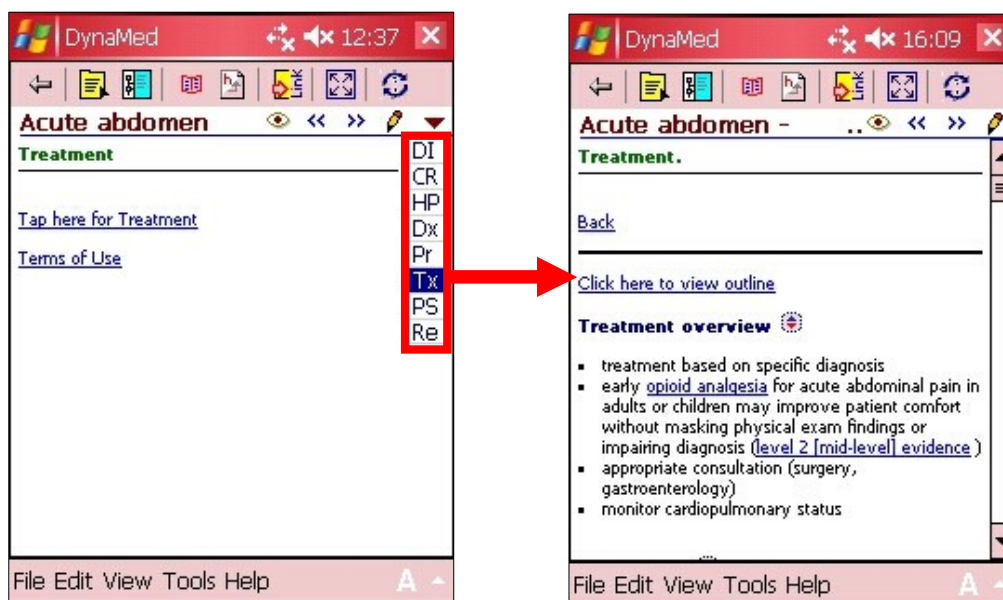 DynaMed 12:37
Acute abdomen
Treatment
Tap here for Treatment
Terms of Use
DI
CR
HP
Dx
Pr
Tx
PS
Re
File Edit View Tools Help A
DynaMed 16:09
Acute abdomen - ..
Treatment.
Back
Click here to view outline
Treatment overview
treatment based on specific diagnosis
early opioid analgesia for acute abdominal pain in
adults or children may improve patient comfort
without masking physical exam findings or
impairing diagnosis (level 2 [mid-level] evidence )
appropriate consultation (surgery,
gastroenterology)
monitor cardiopulmonary status
File Edit View Tools Help A